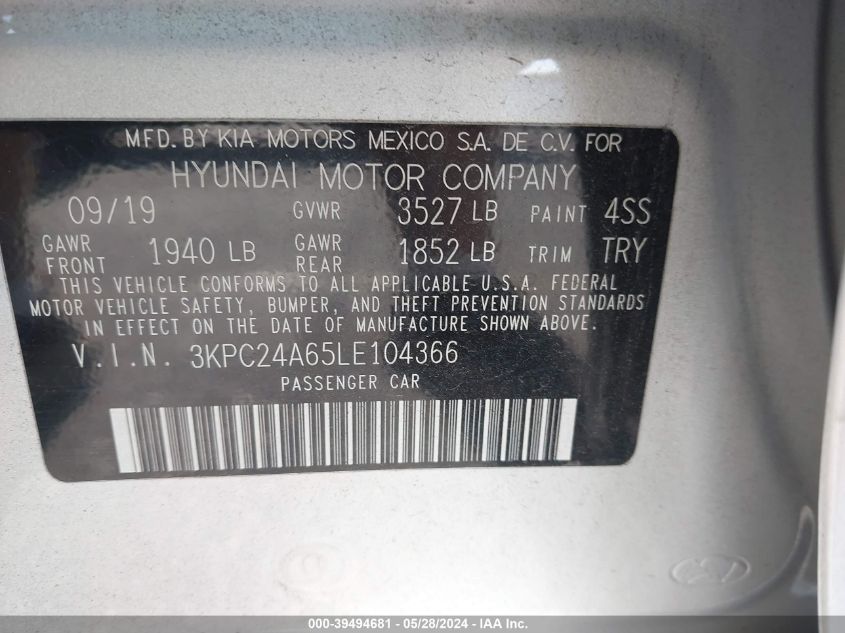 MFD. BY KIA MOTORS MEXICO S.A. DE C.V. FOR
HYUNDAI MOTOR COMPANY
09/19 GVWR 3527 LB PAINT 4SS
GAWR FRONT 1940 LB GAWR REAR 1852 LB TRIM TRY
THIS VEHICLE CONFORMS TO ALL APPLICABLE U.S.A. FEDERAL
MOTOR VEHICLE SAFETY, BUMPER, AND THEFT PREVENTION STANDARDS
IN EFFECT ON THE DATE OF MANUFACTURE SHOWN ABOVE.
V.I.N. 3KPC24A65LE104366
PASSENGER CAR
000-39494681 - 05/28/2024 - IAA Inc.